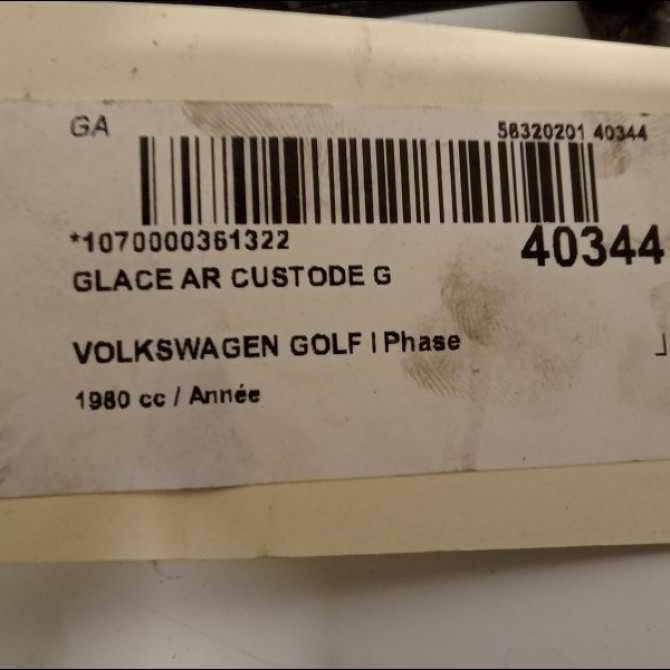 GA
58320201 40344
*1070000361322
40344
GLACE AR CUSTODE G
VOLKSWAGEN GOLF I Phase
1980 cc / Année